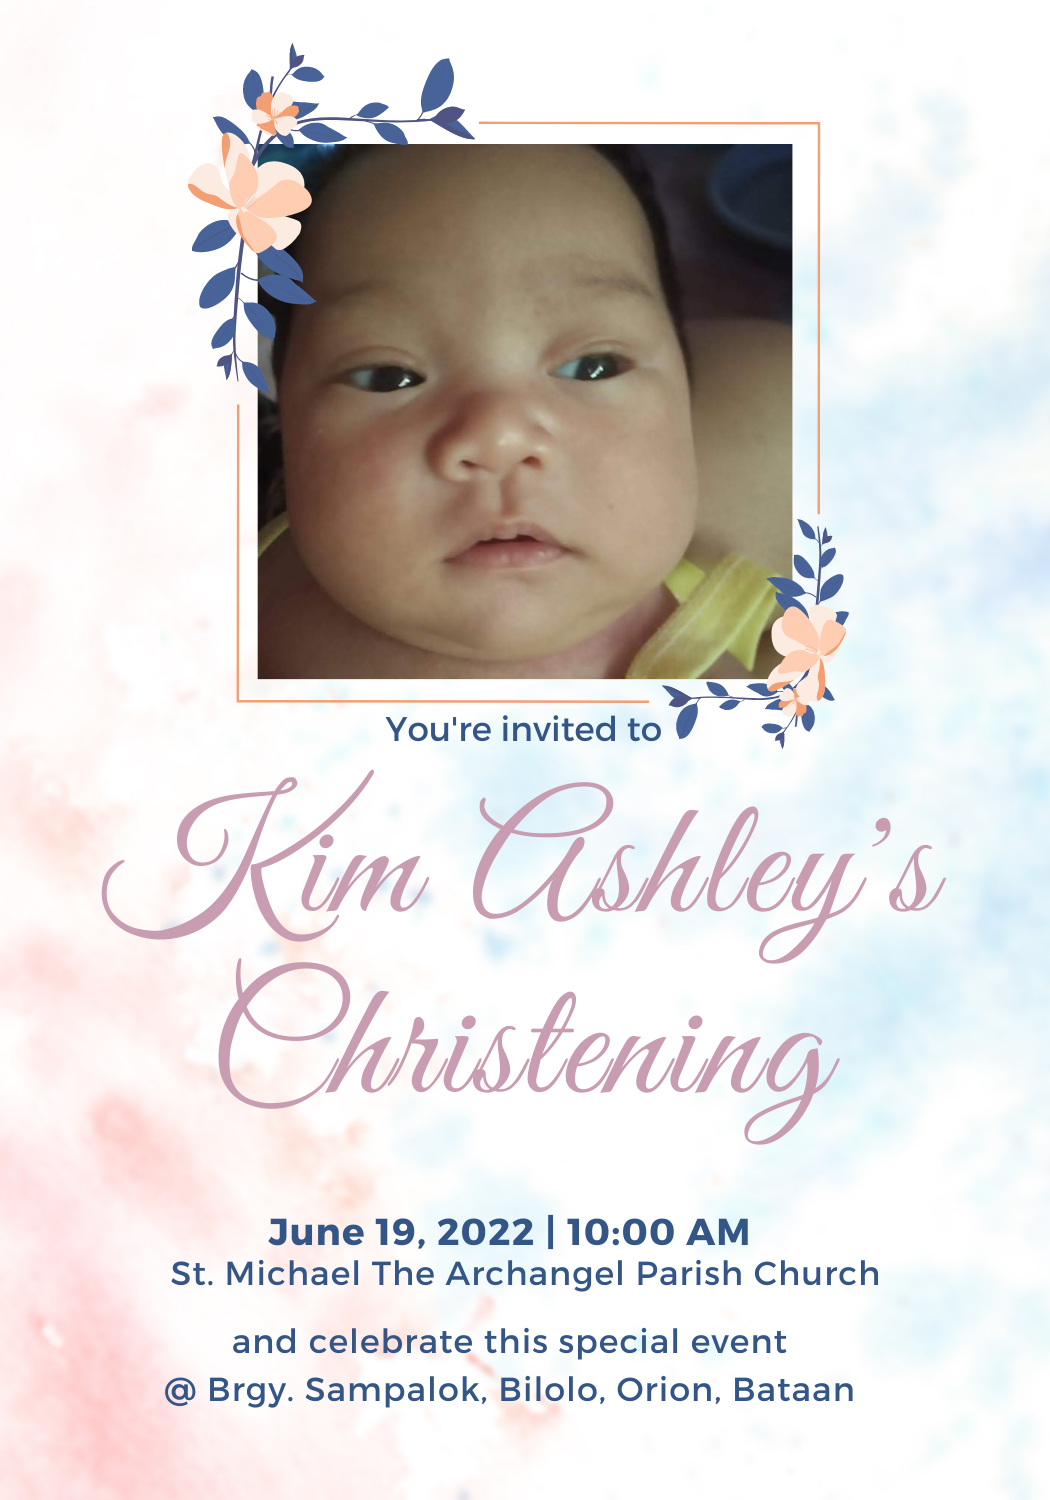 You're invited to
Kim Ashley's
Christening
June 19, 2022 | 10:00 AM
St. Michael The Archangel Parish Church
and celebrate this special event
@ Brgy. Sampalok, Bilolo, Orion, Bataan